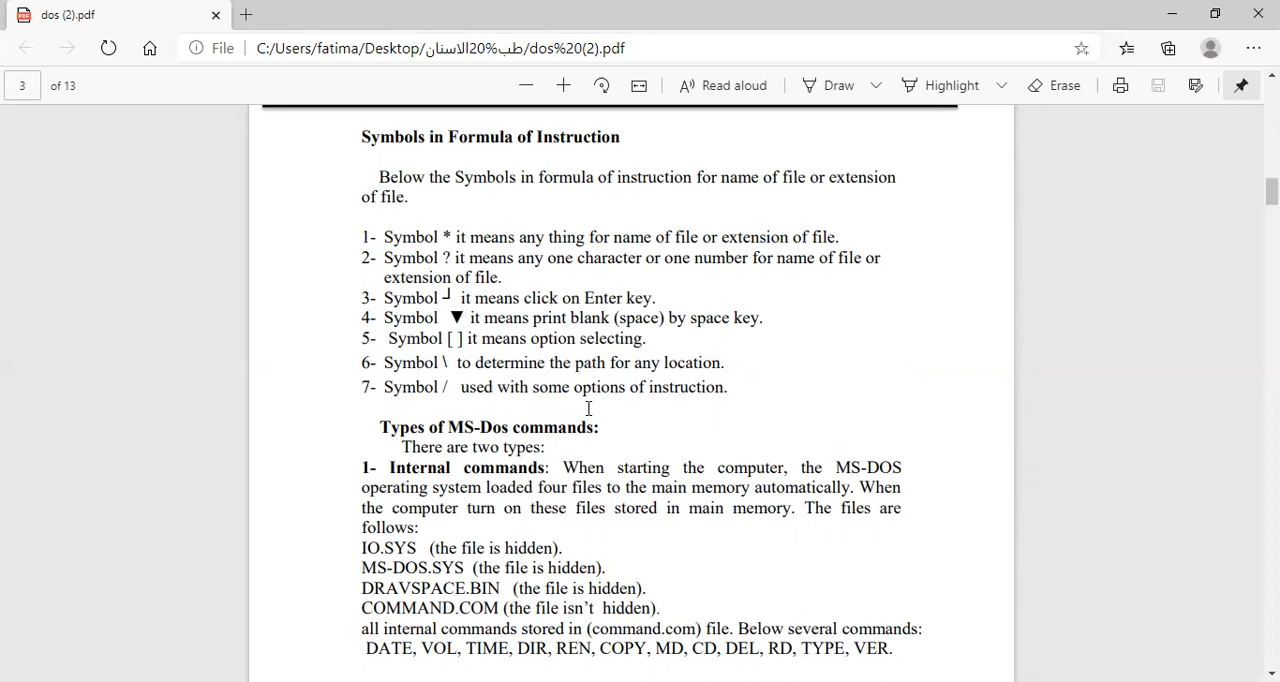 dos (2).pdf
File
C:/Users/fatima/Desktop/طب%20الاسنان/dos%20(2).pdf
3 of 13
Read aloud
Draw
Highlight
Erase
Symbols in Formula of Instruction
Below the Symbols in formula of instruction for name of file or extension
of file.
1- Symbol * it means any thing for name of file or extension of file.
2- Symbol ? it means any one character or one number for name of file or
extension of file.
3- Symbol ┘ it means click on Enter key.
4- Symbol ▼ it means print blank (space) by space key.
5- Symbol [ ] it means option selecting.
6- Symbol \ to determine the path for any location.
7- Symbol / used with some options of instruction.
Types of MS-Dos commands:
There are two types:
1- Internal commands: When starting the computer, the MS-DOS
operating system loaded four files to the main memory automatically. When
the computer turn on these files stored in main memory. The files are
follows:
IO.SYS (the file is hidden).
MS-DOS.SYS (the file is hidden).
DRAVSPACE.BIN (the file is hidden).
COMMAND.COM (the file isn’t hidden).
all internal commands stored in (command.com) file. Below several commands:
DATE, VOL, TIME, DIR, REN, COPY, MD, CD, DEL, RD, TYPE, VER.